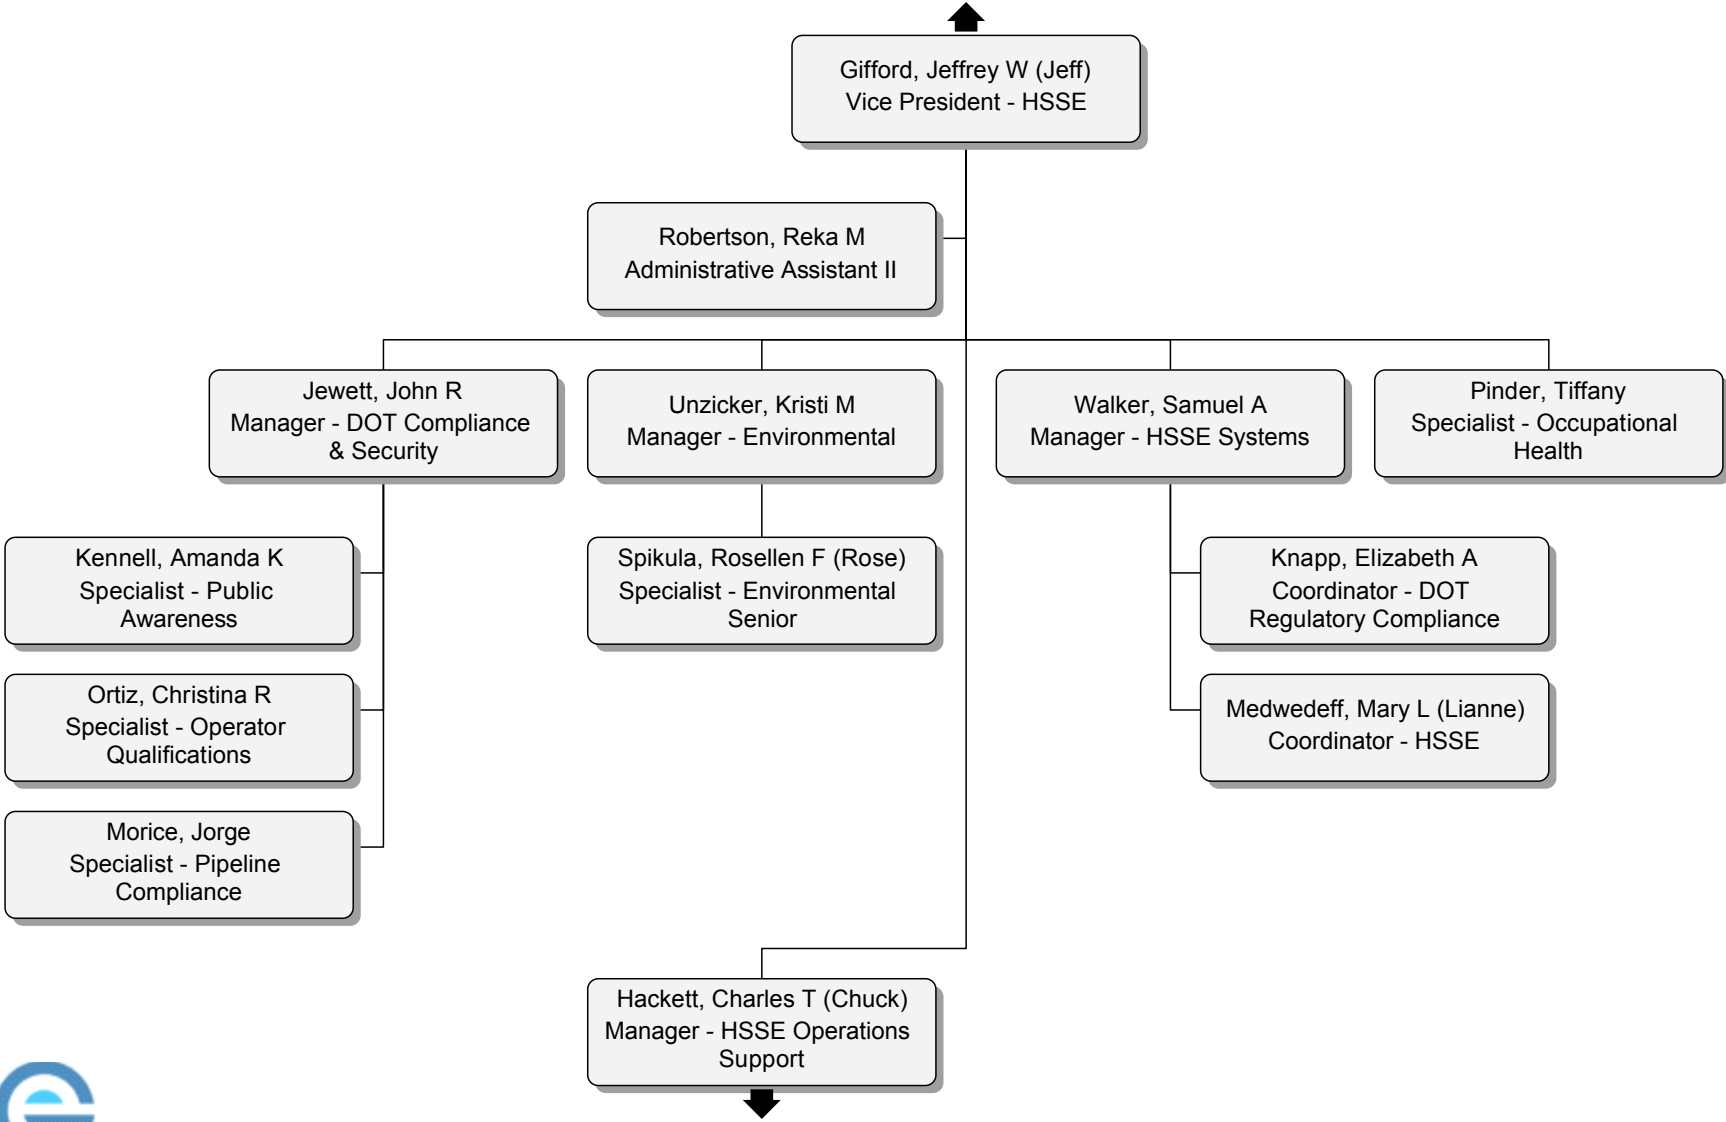 Gifford, Jeffrey W (Jeff)
Vice President - HSSE
Robertson, Reka M
Administrative Assistant II
Jewett, John R
Manager - DOT Compliance
& Security
Unzicker, Kristi M
Manager - Environmental
Walker, Samuel A
Manager - HSSE Systems
Pinder, Tiffany
Specialist - Occupational
Health
Kennell, Amanda K
Specialist - Public
Awareness
Spikula, Rosellen F (Rose)
Specialist - Environmental
Senior
Knapp, Elizabeth A
Coordinator - DOT
Regulatory Compliance
Ortiz, Christina R
Specialist - Operator
Qualifications
Medwedeff, Mary L (Lianne)
Coordinator - HSSE
Morice, Jorge
Specialist - Pipeline
Compliance
Hackett, Charles T (Chuck)
Manager - HSSE Operations
Support